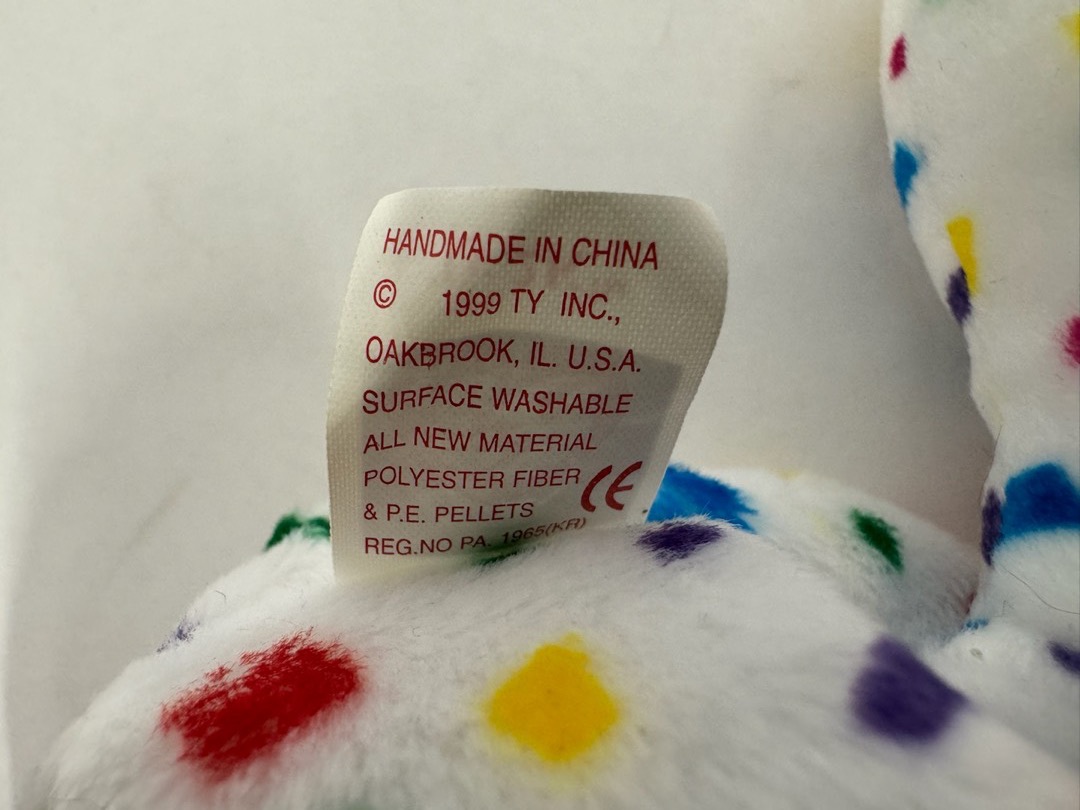 HANDMADE IN CHINA
© 1999 TY INC.,
OAKBROOK, IL. U.S.A.
SURFACE WASHABLE
ALL NEW MATERIAL
POLYESTER FIBER
& P.E. PELLETS CE
REG.NO PA. 1965(KR)